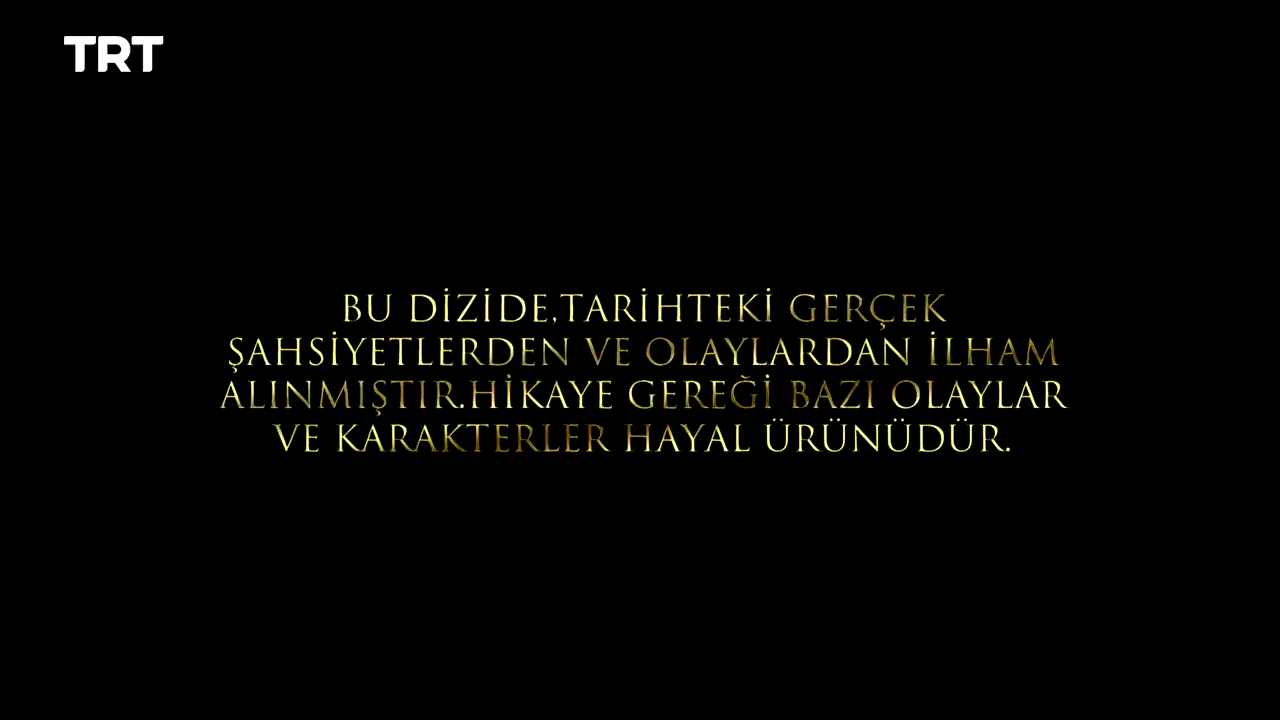 TRT
BU DİZİDE,TARİHTEKİ GERÇEK
ŞAHSİYETLERDEN VE OLAYLARDAN İLHAM
ALINMIŞTIR.HİKAYE GEREĞİ BAZI OLAYLAR
VE KARAKTERLER HAYAL ÜRÜNÜDÜR.